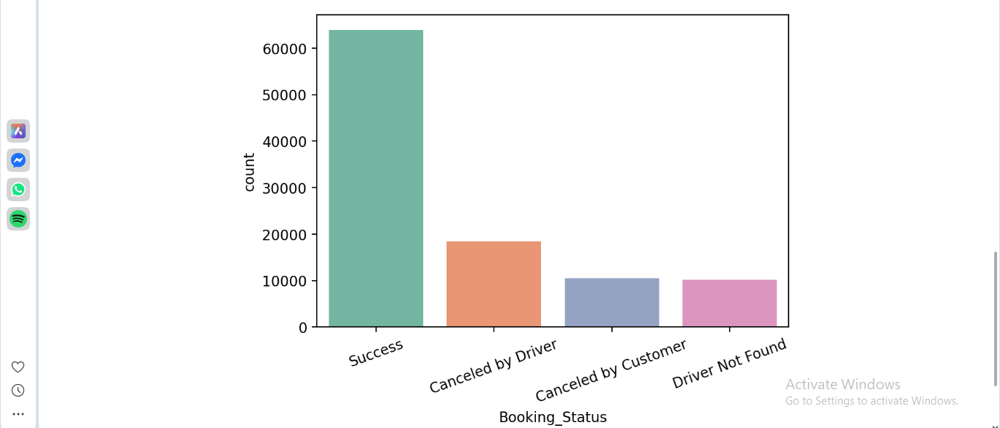 60000
50000
40000
30000
20000
10000
0
count
Success
Canceled by Driver
Canceled by Customer
Driver Not Found
Booking_Status
Activate Windows
Go to Settings to activate Windows.